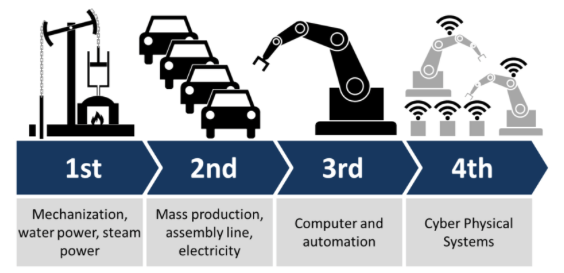 1st
2nd
3rd
4th
Mechanization,
water power, steam
power
Mass production,
assembly line,
electricity
Computer and
automation
Cyber Physical
Systems